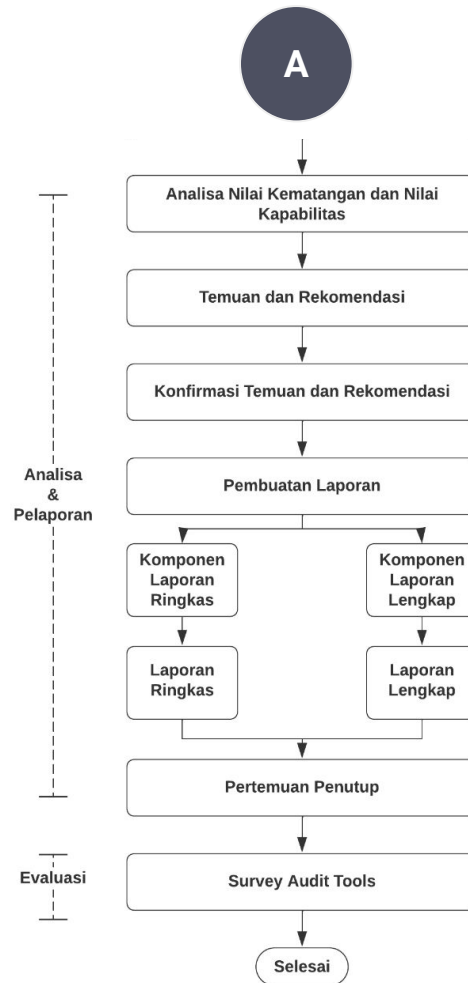 A
Analisa Nilai Kematangan dan Nilai
Kapabilitas
Temuan dan Rekomendasi
Konfirmasi Temuan dan Rekomendasi
Analisa
&
Pelaporan
Pembuatan Laporan
Komponen
Laporan
Ringkas
Komponen
Laporan
Lengkap
Laporan
Ringkas
Laporan
Lengkap
Pertemuan Penutup
Evaluasi
Survey Audit Tools
Selesai